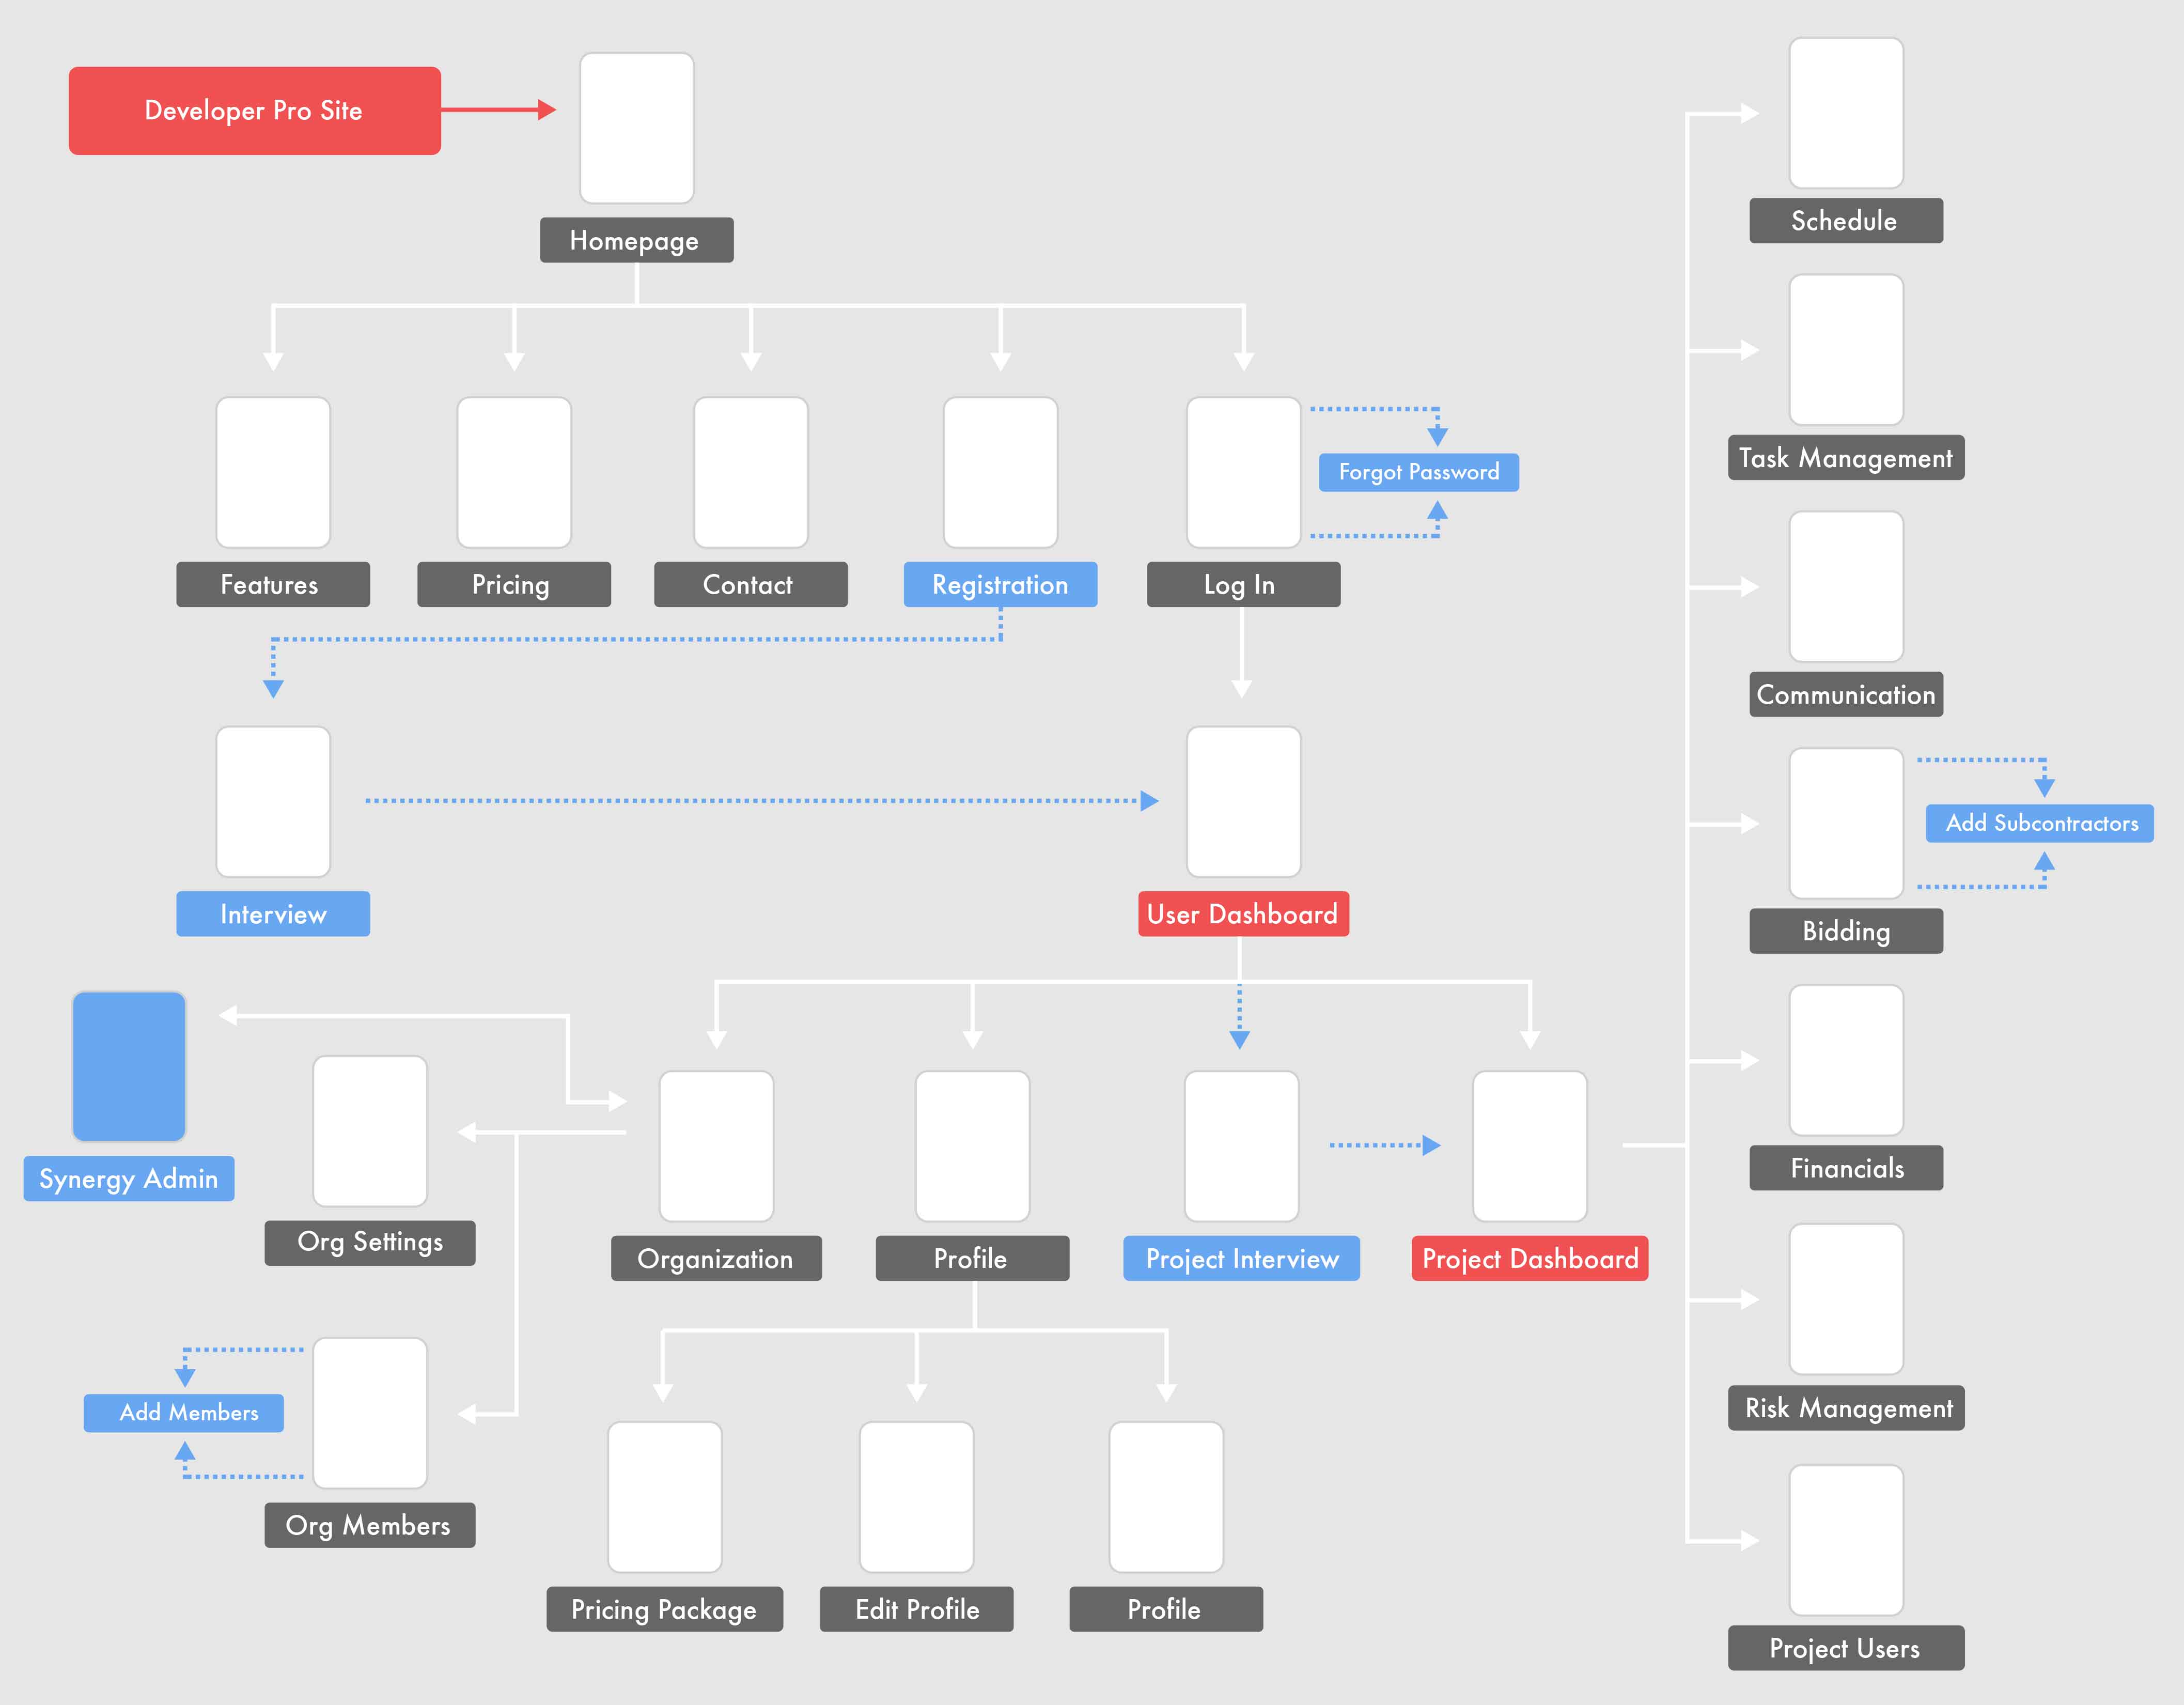 Developer Pro Site
Homepage
Features
Pricing
Contact
Registration
Log In
Forgot Password
Interview
User Dashboard
Synergy Admin
Org Settings
Organization
Profile
Project Interview
Project Dashboard
Add Members
Org Members
Pricing Package
Edit Profile
Profile
Schedule
Task Management
Communication
Bidding
Add Subcontractors
Financials
Risk Management
Project Users